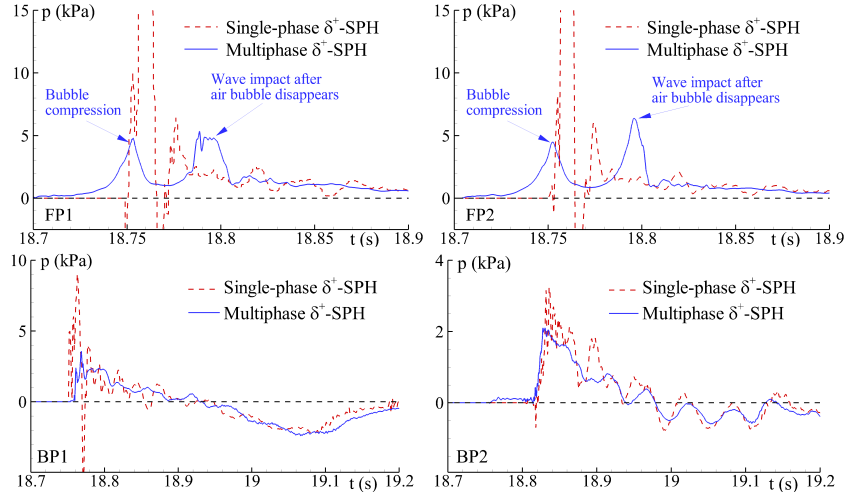 p (kPa)
15
10
5
0
Single-phase δ⁺-SPH
Multiphase δ⁺-SPH
Bubble
compression
Wave impact after
air bubble disappears
FP1
18.7
18.75
18.8
18.85
t (s)
18.9
p (kPa)
15
10
5
0
Single-phase δ⁺-SPH
Multiphase δ⁺-SPH
Bubble
compression
Wave impact after
air bubble disappears
FP2
18.7
18.75
18.8
18.85
t (s)
18.9
p (kPa)
10
5
0
Single-phase δ⁺-SPH
Multiphase δ⁺-SPH
BP1
18.7
18.8
18.9
19
19.1
t (s)
19.2
p (kPa)
4
2
0
Single-phase δ⁺-SPH
Multiphase δ⁺-SPH
BP2
18.7
18.8
18.9
19
19.1
t (s)
19.2